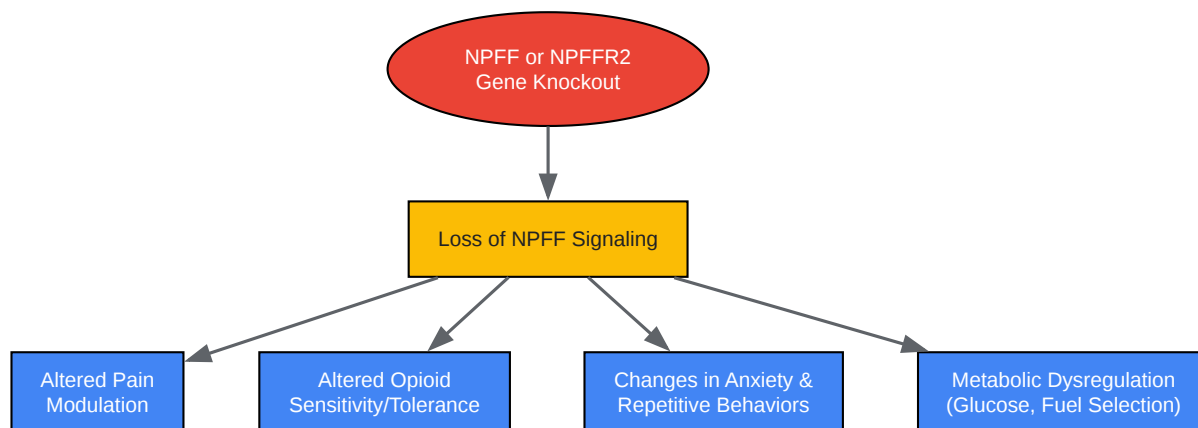 NPFF or NPFFR2
Gene Knockout
Loss of NPFF Signaling
Altered Pain
Modulation
Altered Opioid
Sensitivity/Tolerance
Changes in Anxiety &
Repetitive Behaviors
Metabolic Dysregulation
(Glucose, Fuel Selection)